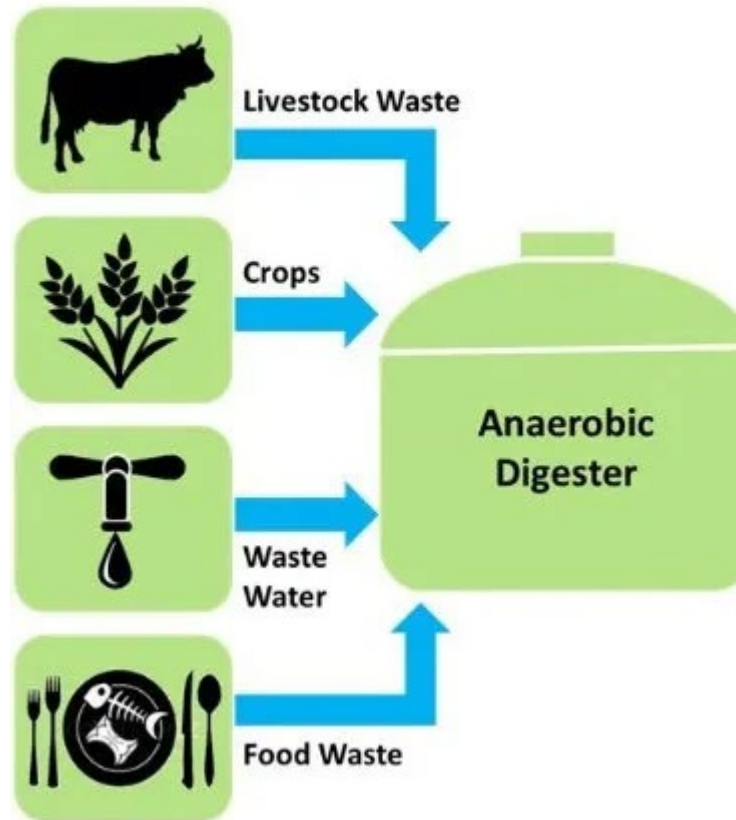 Livestock Waste
Crops
Anaerobic
Digester
Waste
Water
Food Waste